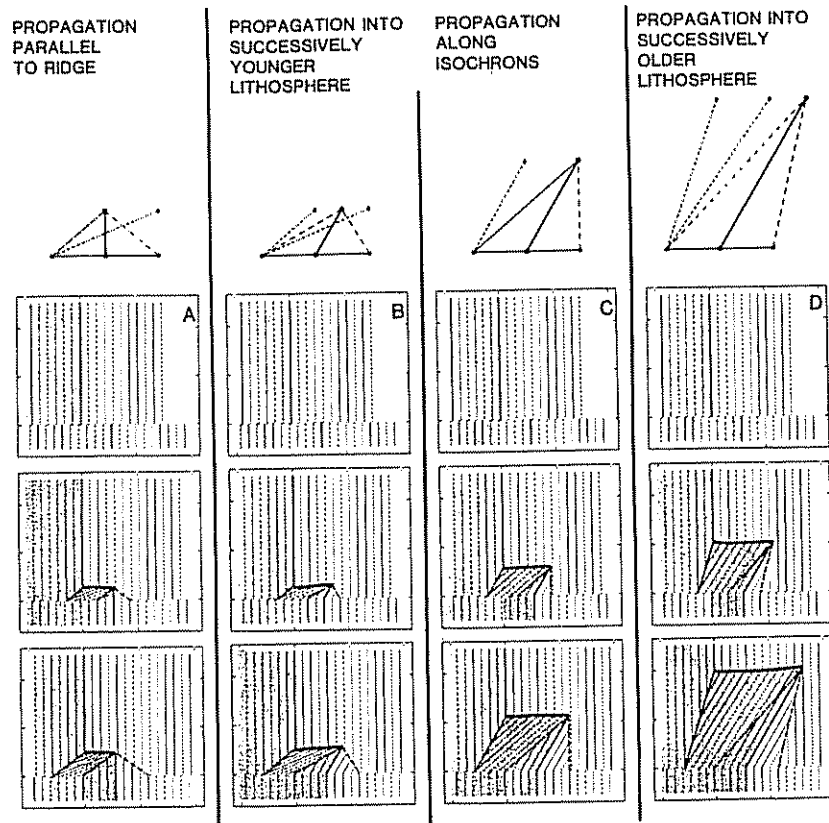 PROPAGATION
PARALLEL
TO RIDGE
PROPAGATION INTO
SUCCESSIVELY
YOUNGER
LITHOSPHERE
PROPAGATION
ALONG
ISOCHRONS
PROPAGATION INTO
SUCCESSIVELY
OLDER
LITHOSPHERE
A
B
C
D